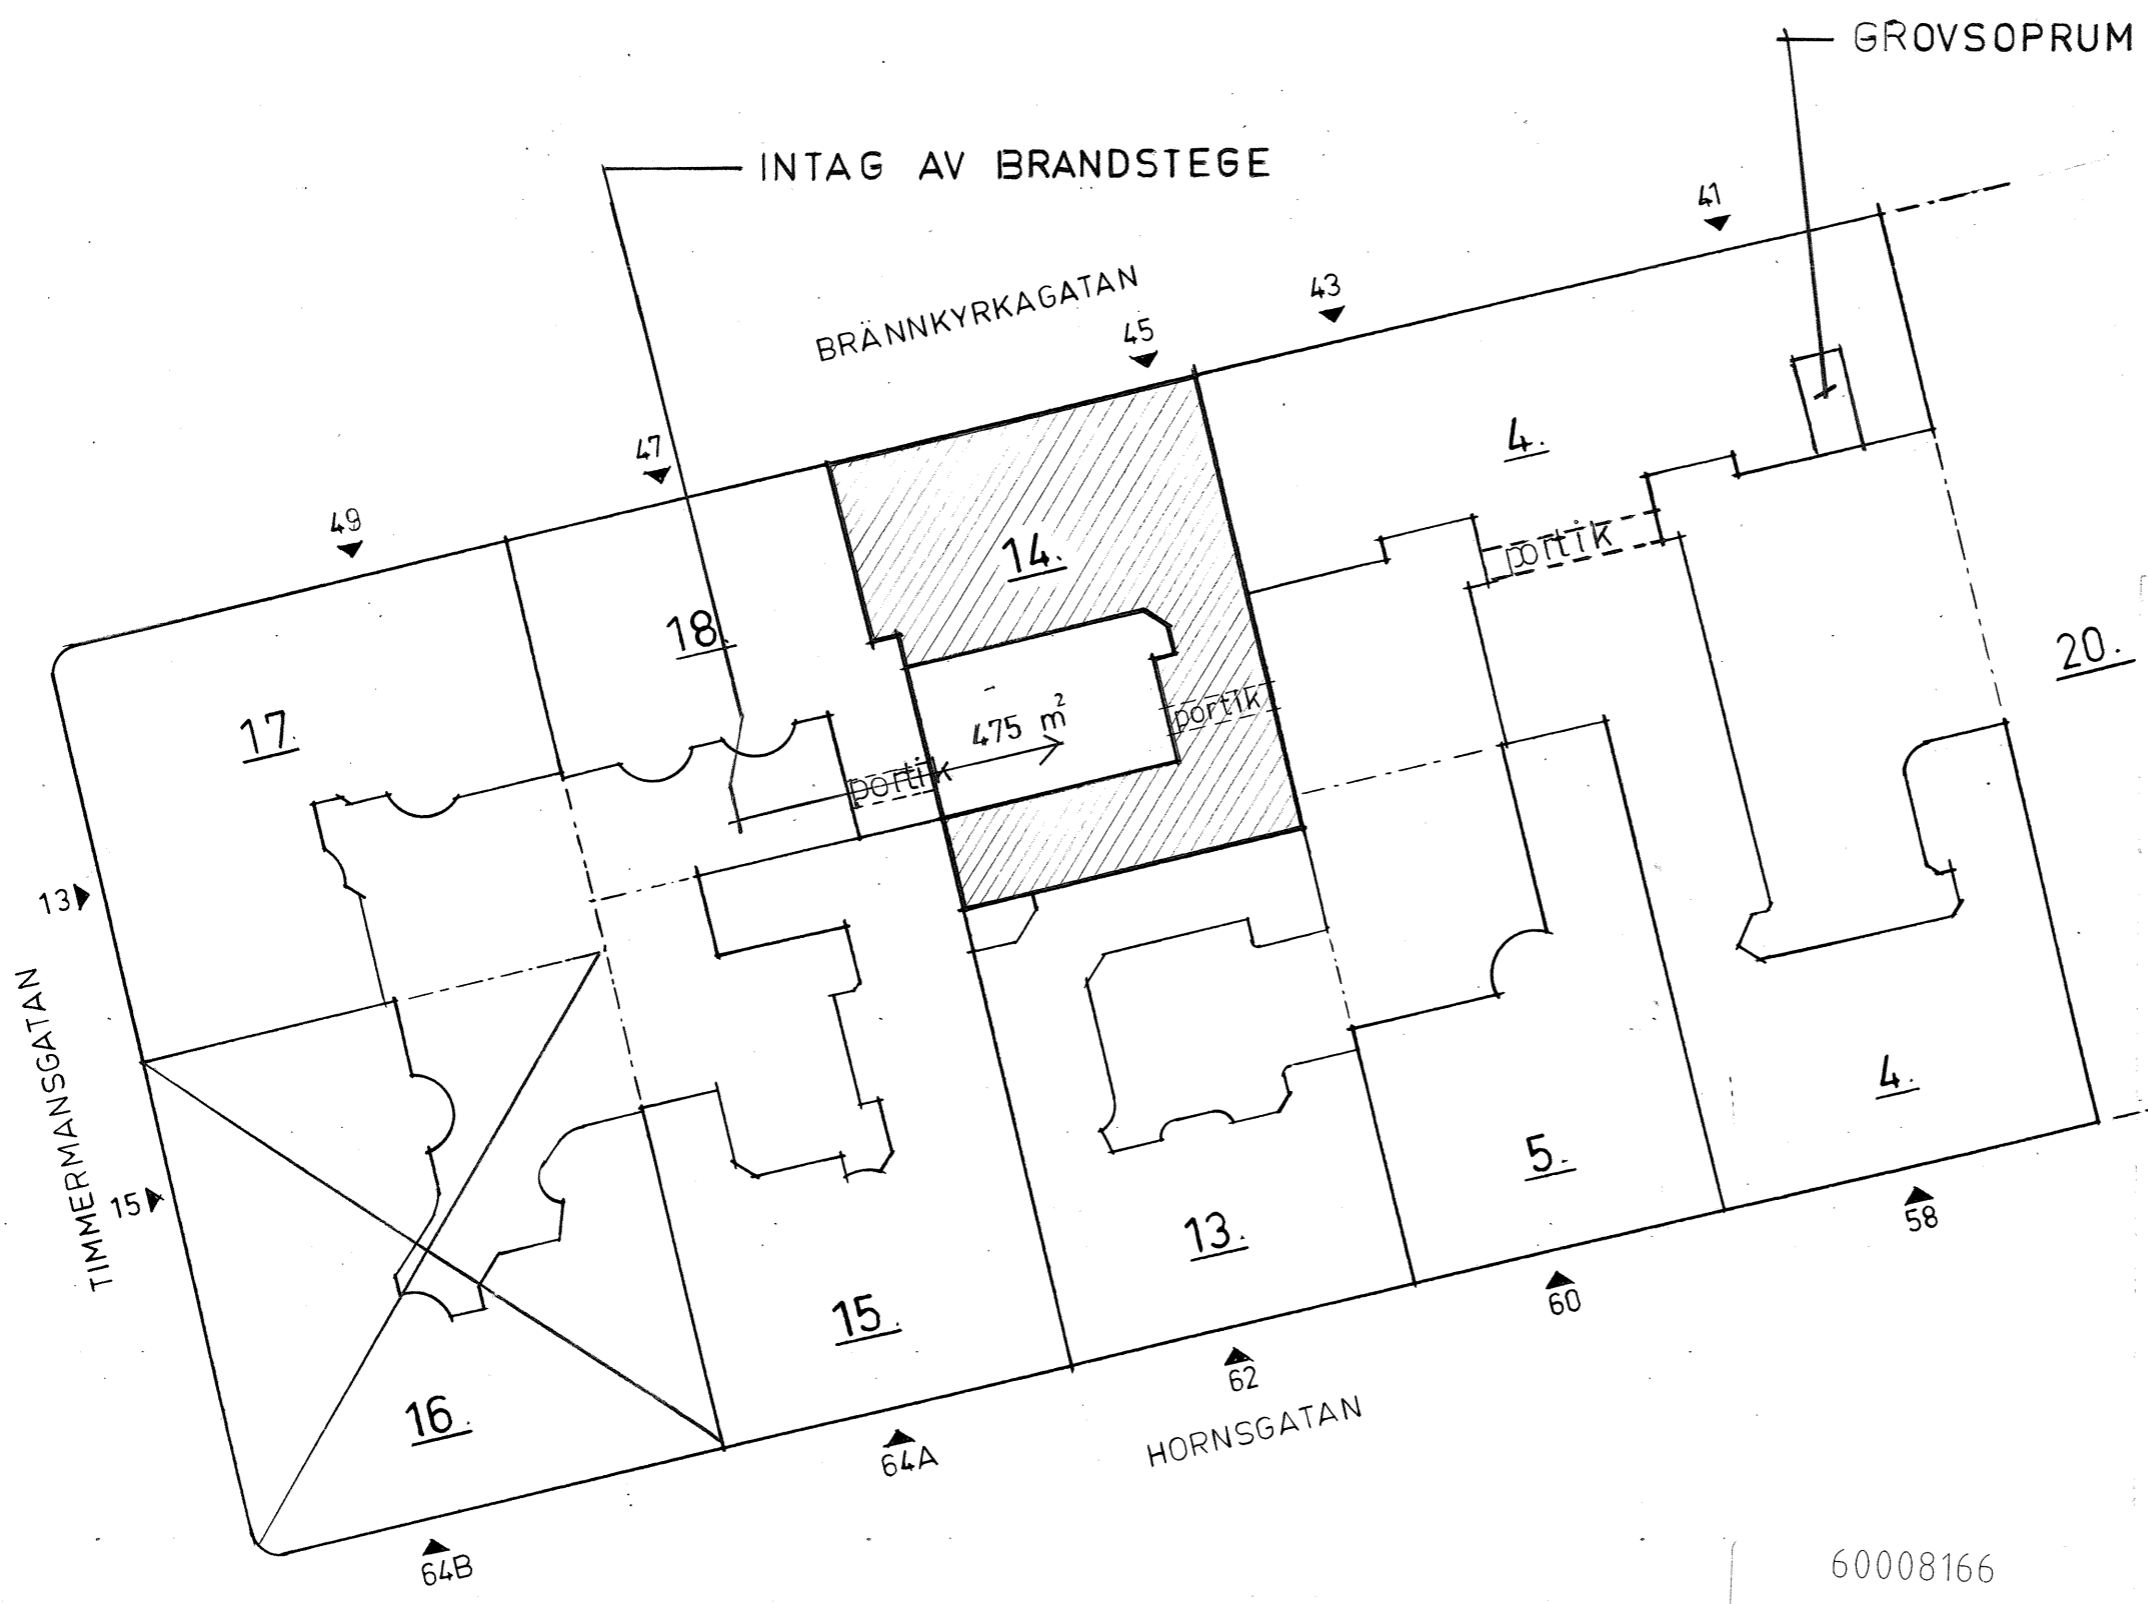 GROVSOPRUM
INTAG AV BRANDSTEGE
41
BRÄNNKYRKAGATAN
43
45
47
49
4.
14.
portik
18.
20.
17.
475 m²
portik
portik
13
TIMMERMANSGATAN
15
4.
5.
13.
58
15.
60
62
16.
HORNSGATAN
64A
64B
60008166